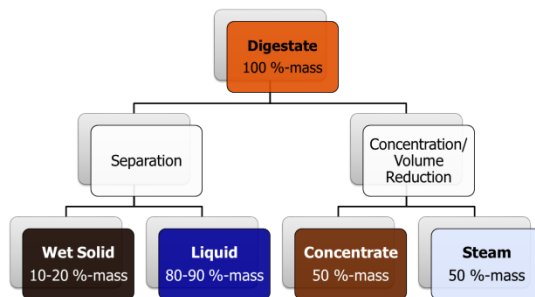 Digestate
100 %-mass
Separation
Concentration/
Volume
Reduction
Wet Solid
10-20 %-mass
Liquid
80-90 %-mass
Concentrate
50 %-mass
Steam
50 %-mass